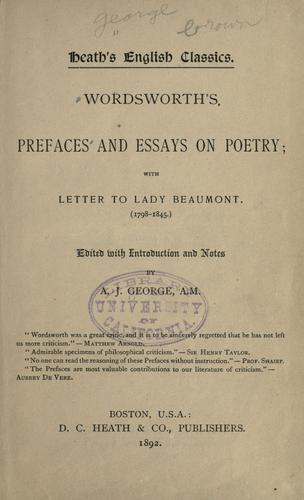 george
brown
Heath's English Classics.
WORDSWORTH'S
PREFACES AND ESSAYS ON POETRY;
WITH
LETTER TO LADY BEAUMONT.
(1798–1845.)
Edited with Introduction and Notes
BY
A. J. GEORGE, A.M.
LIBRARY
UNIVERSITY
OF
CALIFORNIA.
"Wordsworth was a great critic, and it is to be sincerely regretted that he has not left
us more criticism."—MATTHEW ARNOLD.
"Admirable specimens of philosophical criticism."—SIR HENRY TAYLOR.
"No one can read the reasoning of these Prefaces without instruction."—PROF. SHAIRP.
"The Prefaces are most valuable contributions to our literature of criticism."—
AUBREY DE VERE.
BOSTON, U.S.A.:
D. C. HEATH & CO., PUBLISHERS.
1892.